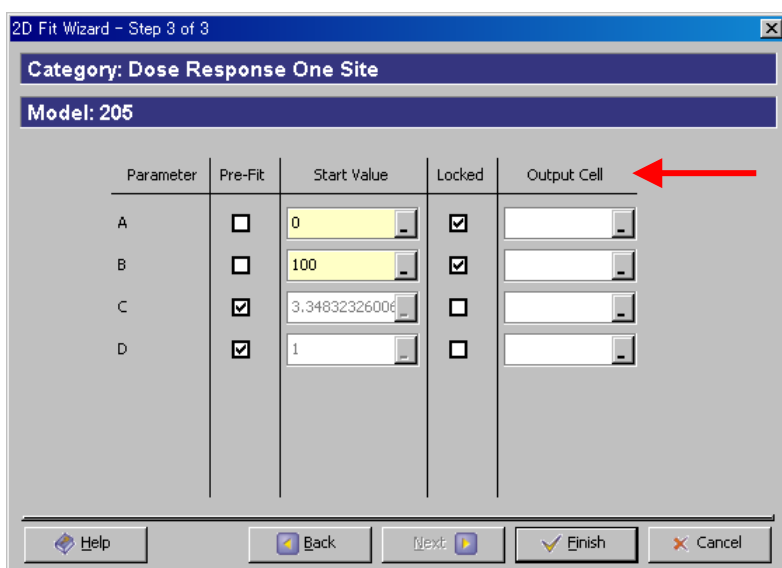 2D Fit Wizard - Step 3 of 3
Category: Dose Response One Site
Model: 205
Parameter Pre-Fit Start Value Locked Output Cell
A 0
B 100
C 3.34832326006
D 1
Help Back Next Finish Cancel